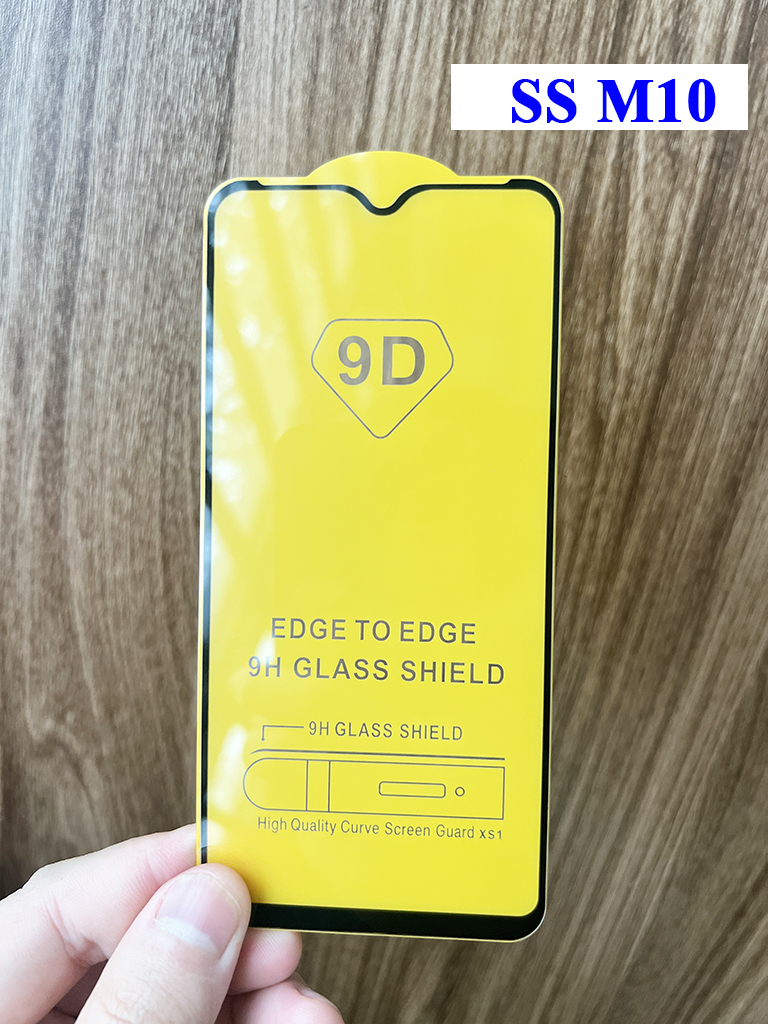 SS M10
9D
EDGE TO EDGE
9H GLASS SHIELD
9H GLASS SHIELD
High Quality Curve Screen Guard XS1